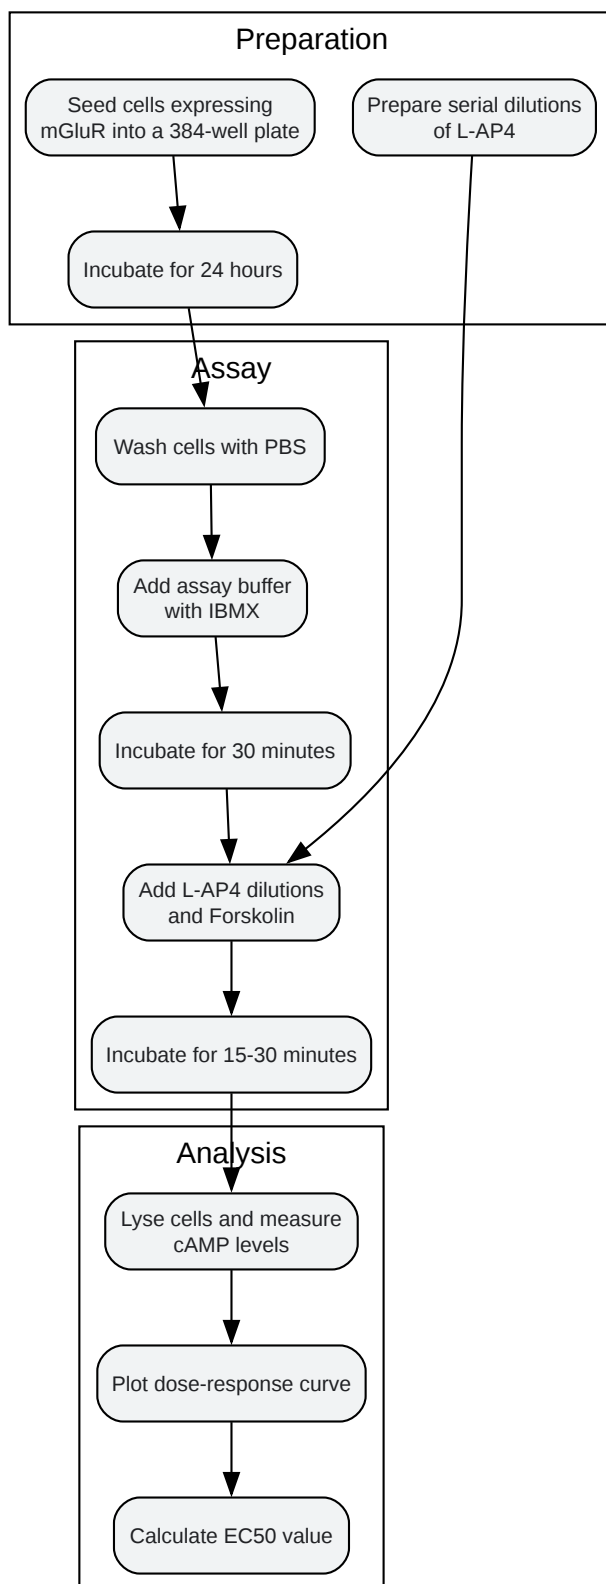 Preparation
Seed cells expressing
mGluR into a 384-well plate
Prepare serial dilutions
of L-AP4
Incubate for 24 hours
Assay
Wash cells with PBS
Add assay buffer
with IBMX
Incubate for 30 minutes
Add L-AP4 dilutions
and Forskolin
Incubate for 15-30 minutes
Analysis
Lyse cells and measure
cAMP levels
Plot dose-response curve
Calculate EC50 value